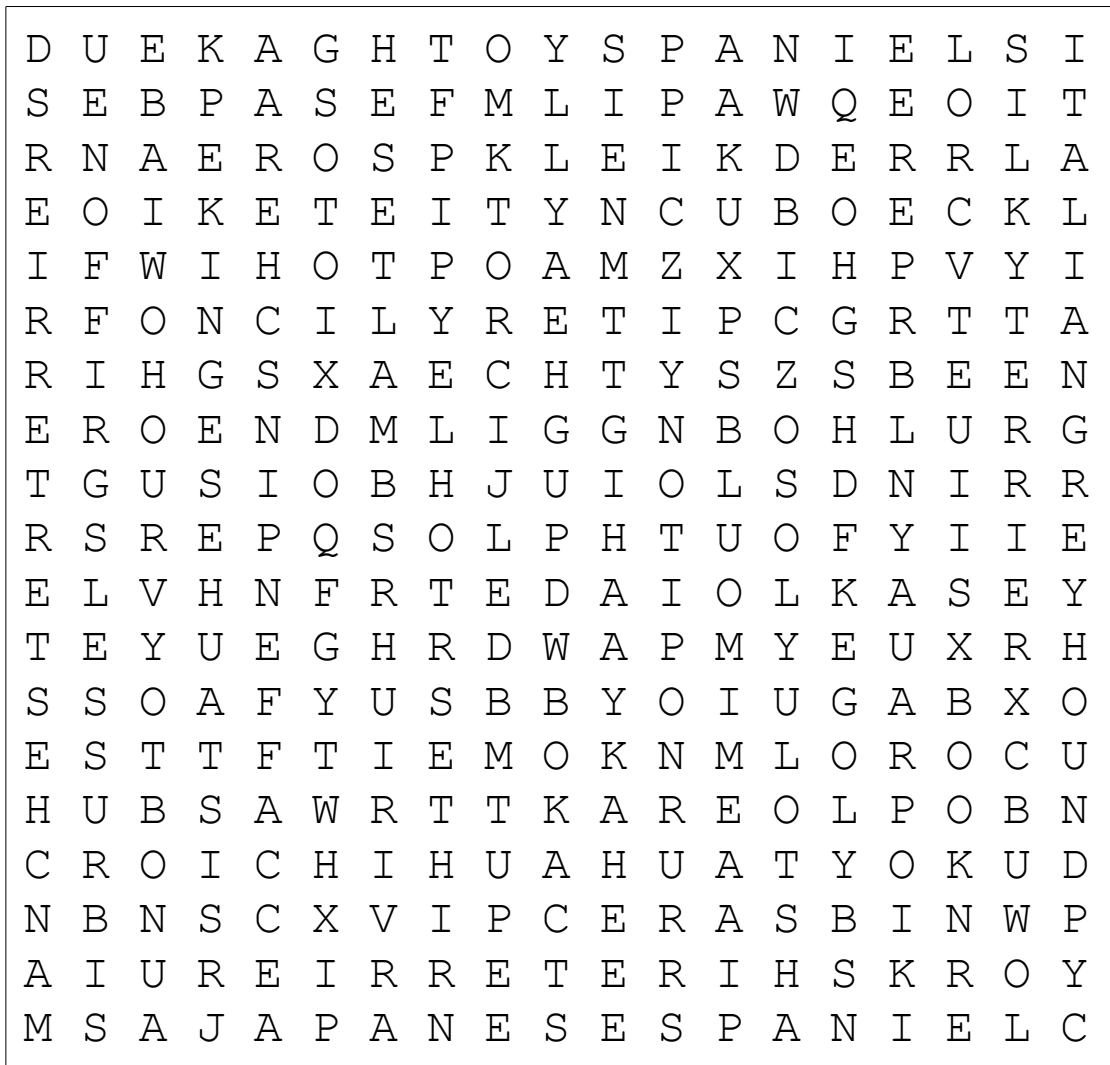 D U E K A G H T O Y S P A N I E L S I
S E B P A S E F M L I P A W Q E O I T
R N A E R O S P K L E I K D E R R L A
E O I K E T E I T Y N C U B O E C K L
I F W I H O T P O A M Z X I H P V Y I
R F O N C I L Y R E T I P C G R T T A
R I H G S X A E C H T Y S Z S B E E N
E R O E N D M L I G G N B O H L U R G
T G U S I O B H J U I O L S D N I R R
R S R E P Q S O L P H T U O F Y I I E
E L V H N F R T E D A I O L K A S E Y
T E Y U E G H R D W A P M Y E U X R H
S S O A F Y U S B B Y O I U G A B X O
E S T T F T I E M O K N M L O R O C U
H U B S A W R T T K A R E O L P O B N
C R O I C H I H U A H U A T Y O K U D
N B N S C X V I P C E R A S B I N W P
A I U R E I R R E T E R I H S K R O Y
M S A J A P A N E S E S P A N I E L C